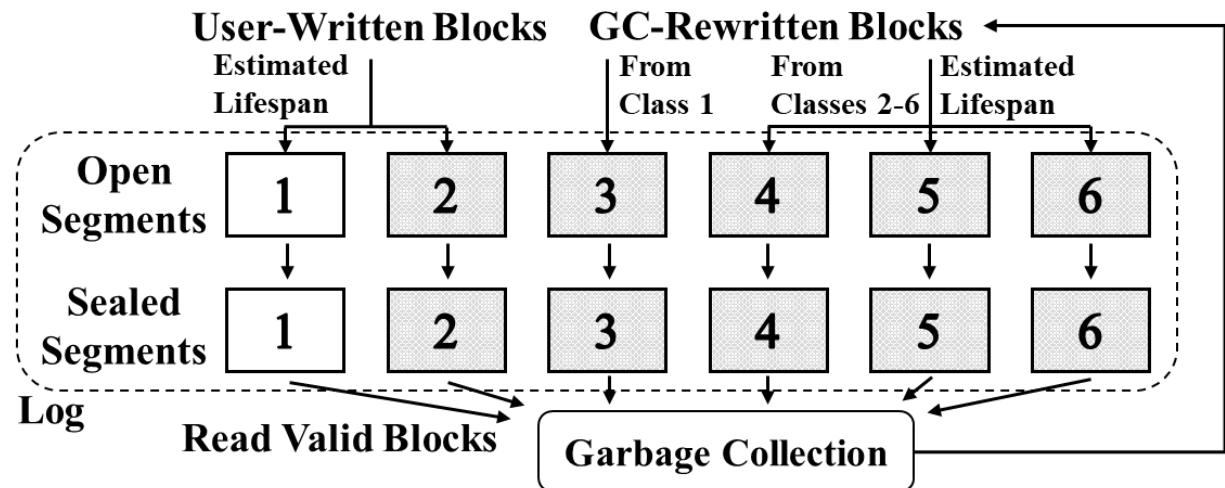 User-Written Blocks GC-Rewritten Blocks
Estimated Lifespan
From Class 1
From Classes 2-6
Estimated Lifespan
Open Segments
1 2 3 4 5 6
Sealed Segments
1 2 3 4 5 6
Log
Read Valid Blocks
Garbage Collection